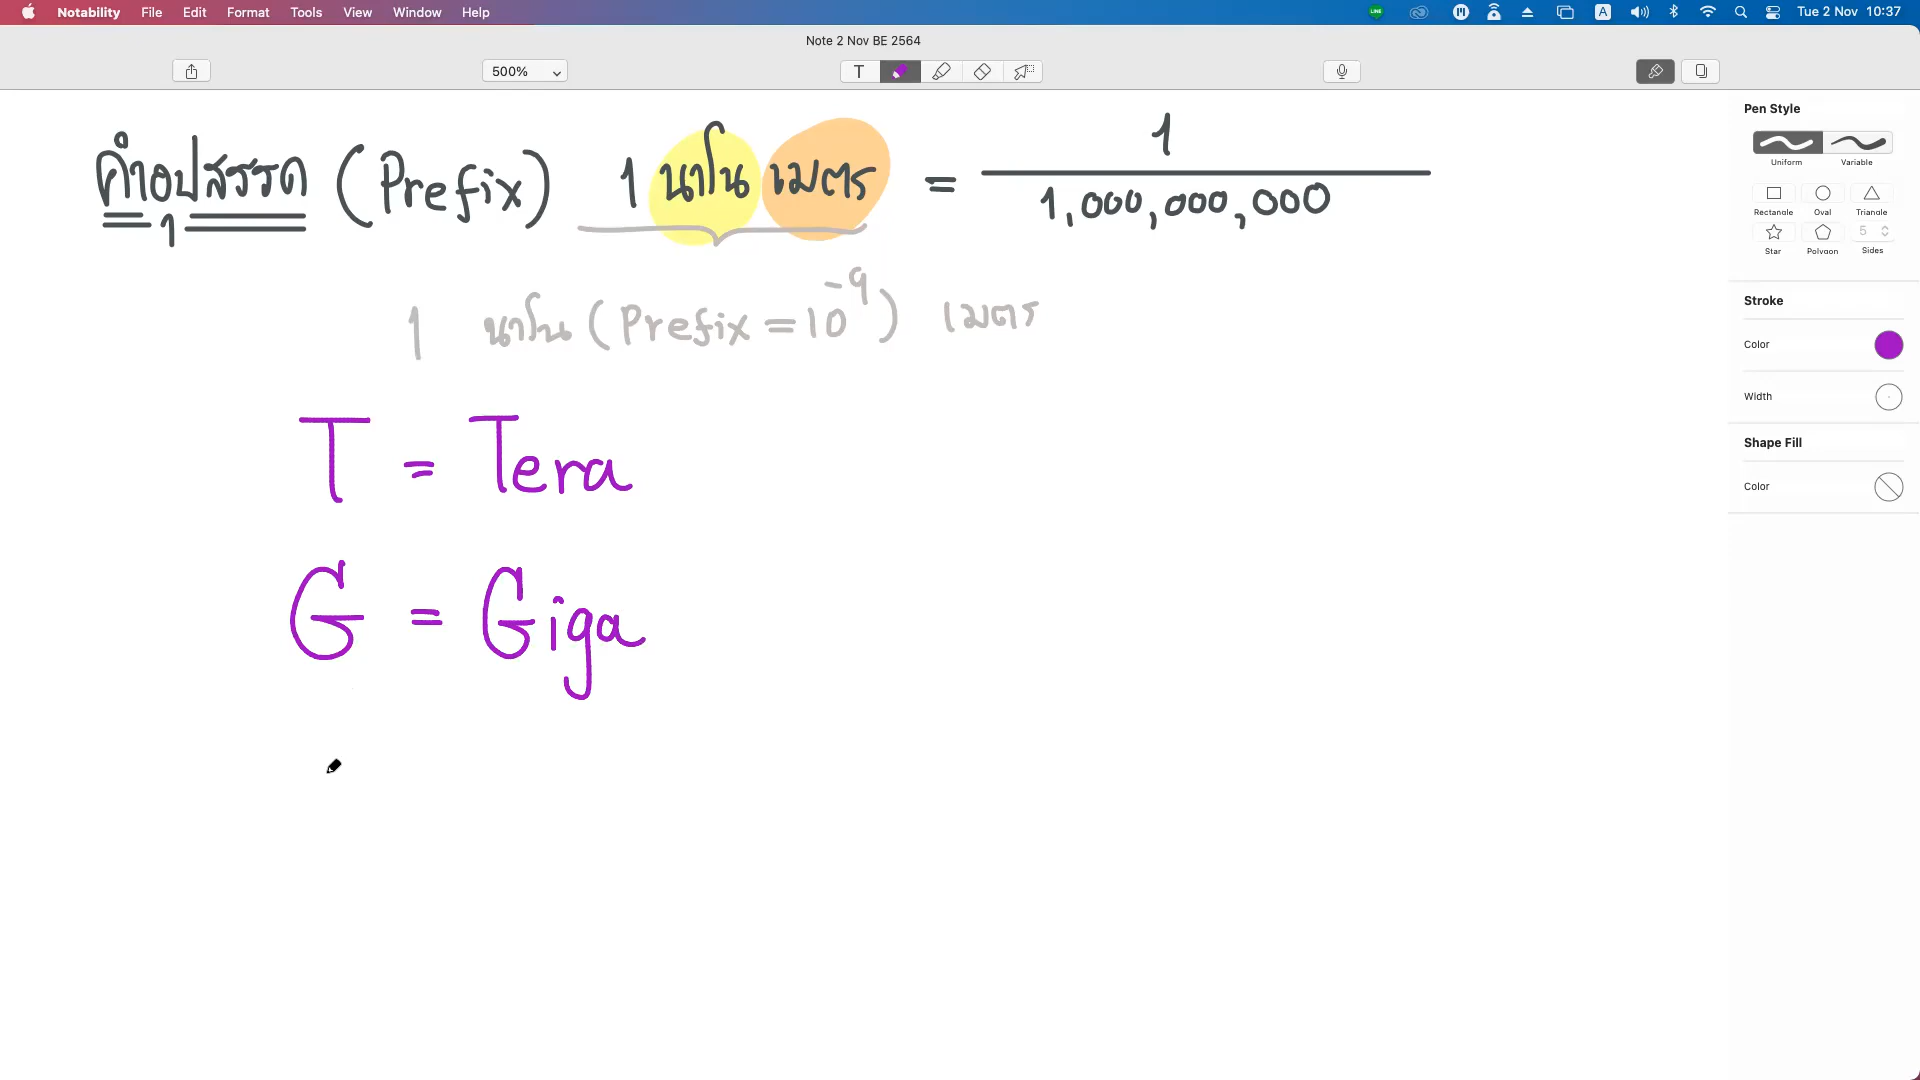 Notability File Edit Format Tools View Window Help LINE A Tue 2 Nov 10:37
Note 2 Nov BE 2564
500% T
คำอุปสรรค (Prefix) 1 นาโน เมตร = 1
1,000,000,000
1 นาโน (Prefix = 10⁻⁹) เมตร
T = Tera
G = Giga
Pen Style
Uniform Variable
Rectangle Oval Triangle
5
Star Polygon Sides
Stroke
Color
Width
Shape Fill
Color